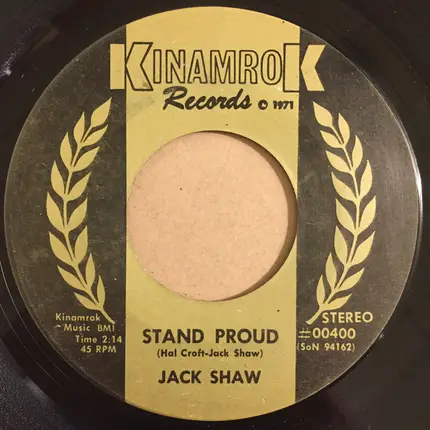 KINAMROK
Records © 1971
Kinamrok
Music BMI
Time 2:14
45 RPM
STEREO
#00400
(SoN 94162)
STAND PROUD
(Hal Croft-Jack Shaw)
JACK SHAW